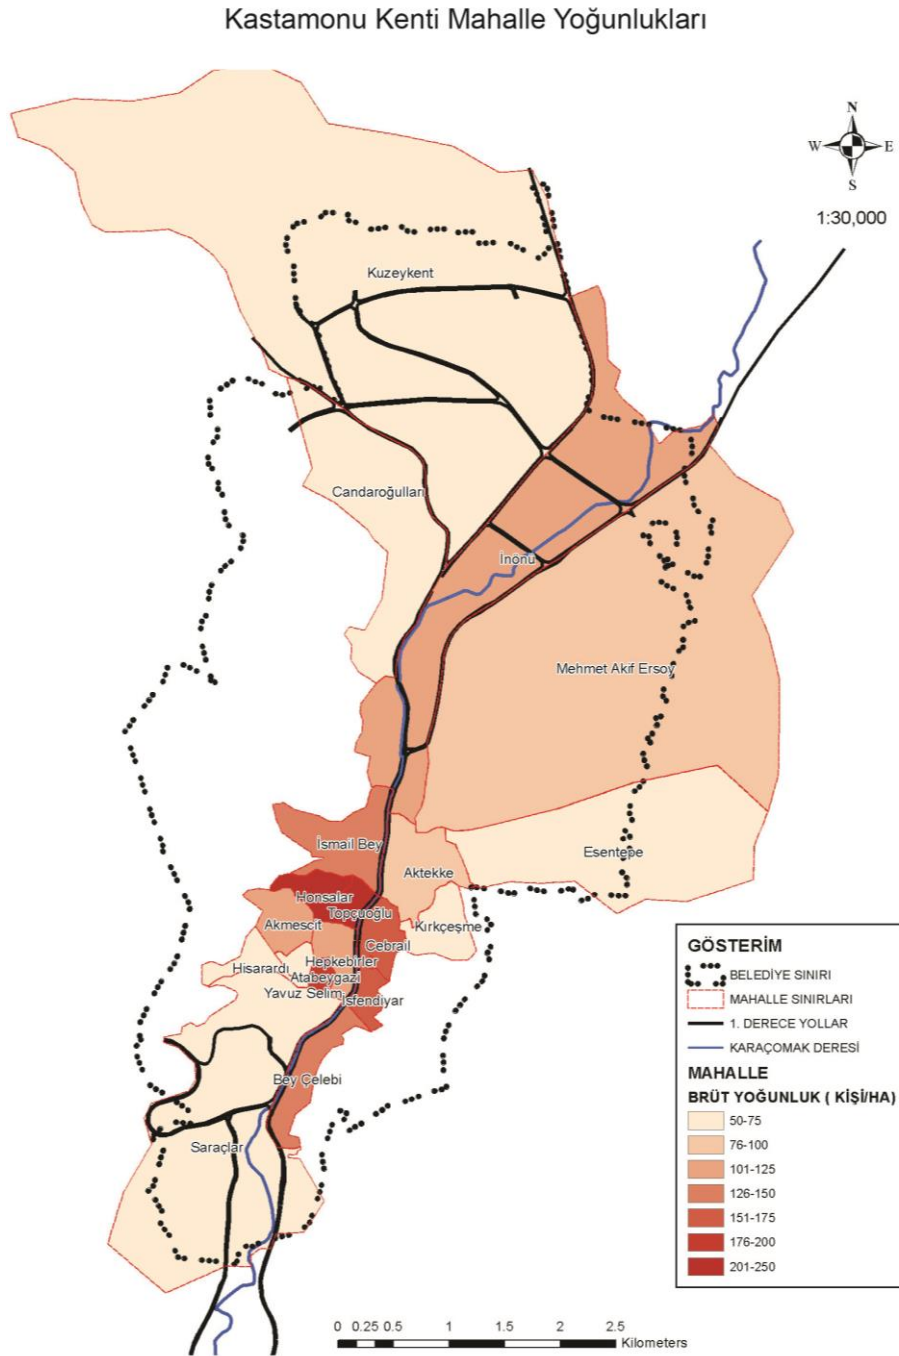 Kastamonu Kenti Mahalle Yoğunlukları
N
W
E
S
1:30,000
Kuzeykent
Candaroğulları
İnönü
Mehmet Akif Ersoy
İsmail Bey
Esentepe
Aktekke
Honsalar
Topçuoğlu
Akmescit
Kırkçeşme
Cebrail
Hepkebirler
Hisarardı
Atabeygazi
Yavuz Selim
İsfendiyar
Bey Çelebi
Saraçlar
GÖSTERİM
BELEDİYE SINIRI
MAHALLE SINIRLARI
1. DERECE YOLLAR
KARAÇOMAK DERESİ
MAHALLE
BRÜT YOĞUNLUK ( KİŞİ/HA)
50-75
76-100
101-125
126-150
151-175
176-200
201-250
0 0.25 0.5 1 1.5 2 2.5
Kilometers